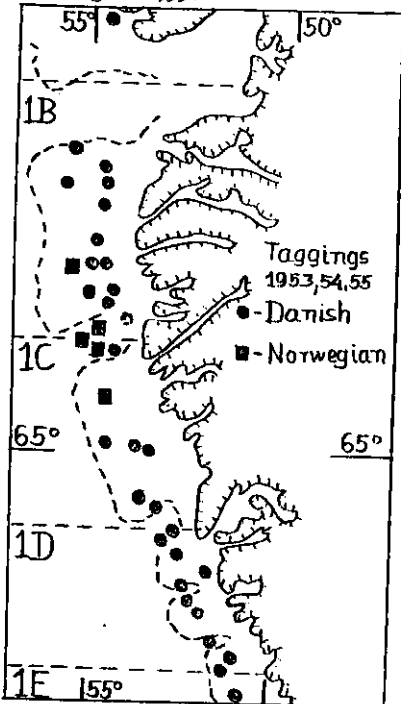 55°
50°
1B
Taggings
1953,54,55
● - Danish
■ - Norwegian
1C
65°
65°
1D
1E
55°